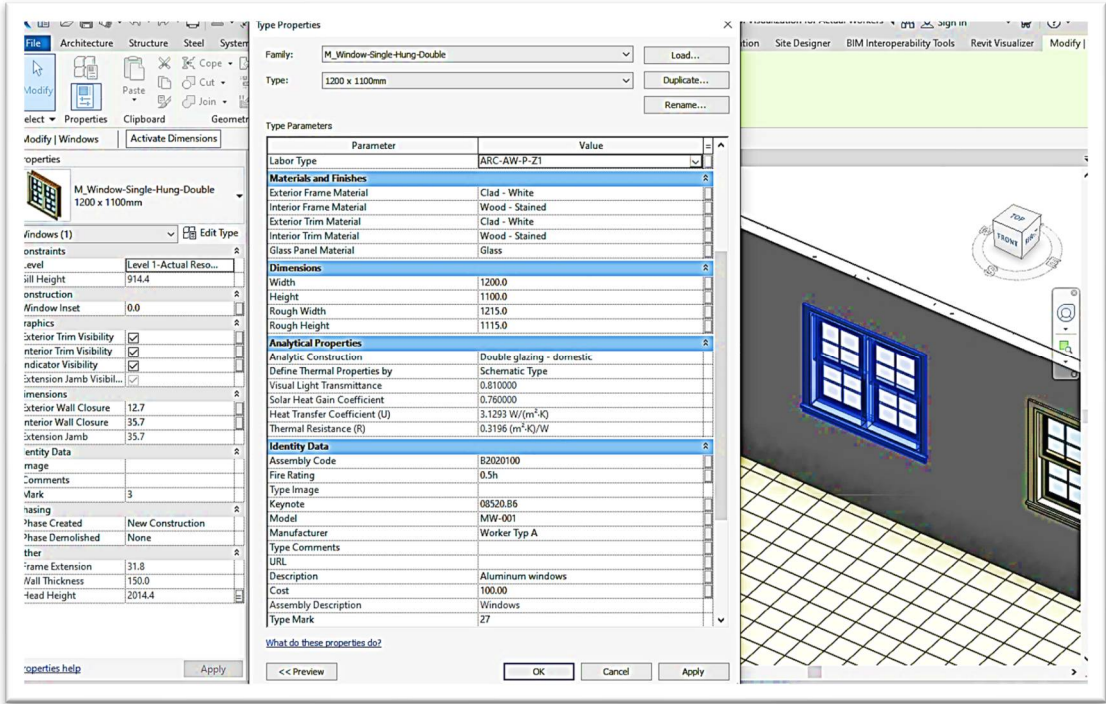 Type Properties
Sign In
File Architecture Structure Steel System
Site Designer BIM Interoperability Tools Revit Visualizer Modify |
Modify
Paste
Cope
Cut
Join
Select Properties Clipboard Geometr
Modify | Windows Activate Dimensions
Properties
M_Window-Single-Hung-Double
1200 x 1100mm
Windows (1) Edit Type
Constraints
Level Level 1-Actual Reso...
Sill Height 914.4
Construction
Window Inset 0.0
Graphics
Exterior Trim Visibility
Interior Trim Visibility
Indicator Visibility
Extension Jamb Visibil...
Dimensions
Exterior Wall Closure 12.7
Interior Wall Closure 35.7
Extension Jamb 35.7
Identity Data
Image
Comments
Mark 3
Phasing
Phase Created New Construction
Phase Demolished None
Other
Frame Extension 31.8
Wall Thickness 150.0
Head Height 2014.4
Properties help Apply
Family: M_Window-Single-Hung-Double Load...
Type: 1200 x 1100mm Duplicate...
Rename...
Type Parameters
Parameter Value =
Labor Type ARC-AW-P-Z1
Materials and Finishes
Exterior Frame Material Clad - White
Interior Frame Material Wood - Stained
Exterior Trim Material Clad - White
Interior Trim Material Wood - Stained
Glass Panel Material Glass
Dimensions
Width 1200.0
Height 1100.0
Rough Width 1215.0
Rough Height 1115.0
Analytical Properties
Analytic Construction Double glazing - domestic
Define Thermal Properties by Schematic Type
Visual Light Transmittance 0.810000
Solar Heat Gain Coefficient 0.760000
Heat Transfer Coefficient (U) 3.1293 W/(m²·K)
Thermal Resistance (R) 0.3196 (m²·K)/W
Identity Data
Assembly Code B2020100
Fire Rating 0.5h
Type Image
Keynote 08520.B6
Model MW-001
Manufacturer Worker Typ A
Type Comments
URL
Description Aluminum windows
Cost 100.00
Assembly Description Windows
Type Mark 27
What do these properties do?
<< Preview OK Cancel Apply
TOP
FRONT